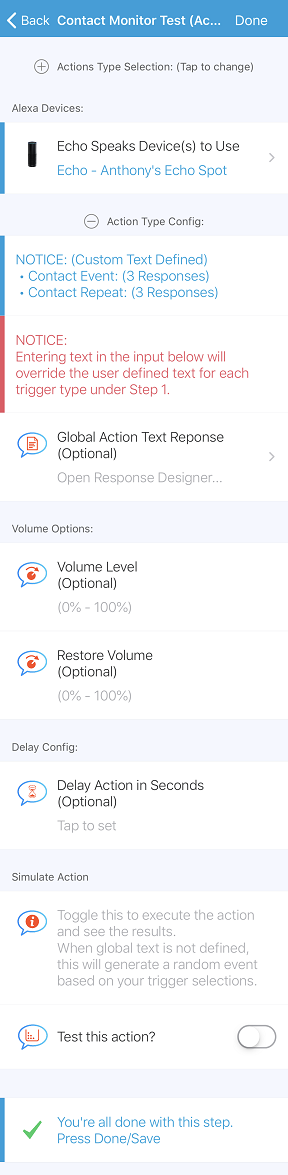 Back Contact Monitor Test (Ac... Done
Actions Type Selection: (Tap to change)
Alexa Devices:
Echo Speaks Device(s) to Use
Echo - Anthony's Echo Spot
Action Type Config:
NOTICE: (Custom Text Defined)
• Contact Event: (3 Responses)
• Contact Repeat: (3 Responses)
NOTICE:
Entering text in the input below will
override the user defined text for each
trigger type under Step 1.
Global Action Text Reponse
(Optional)
Open Response Designer...
Volume Options:
Volume Level
(Optional)
(0% - 100%)
Restore Volume
(Optional)
(0% - 100%)
Delay Config:
Delay Action in Seconds
(Optional)
Tap to set
Simulate Action
Toggle this to execute the action
and see the results.
When global text is not defined,
this will generate a random event
based on your trigger selections.
Test this action?
You're all done with this step.
Press Done/Save